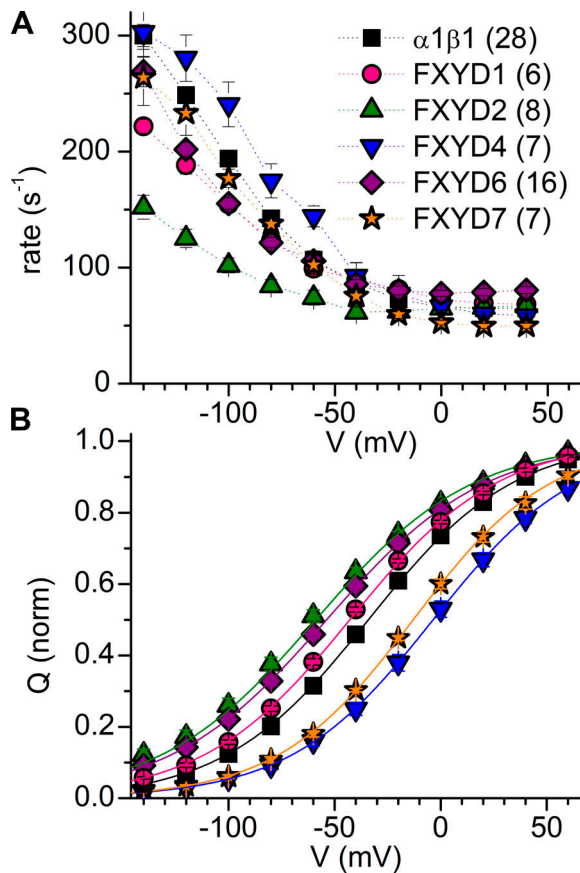 A
300
200
100
0
rate (s⁻¹)
α1β1 (28)
FXYD1 (6)
FXYD2 (8)
FXYD4 (7)
FXYD6 (16)
FXYD7 (7)
-100 -50 0 50
V (mV)
B
1.0
0.8
0.6
0.4
0.2
0.0
Q (norm)
-100 -50 0 50
V (mV)